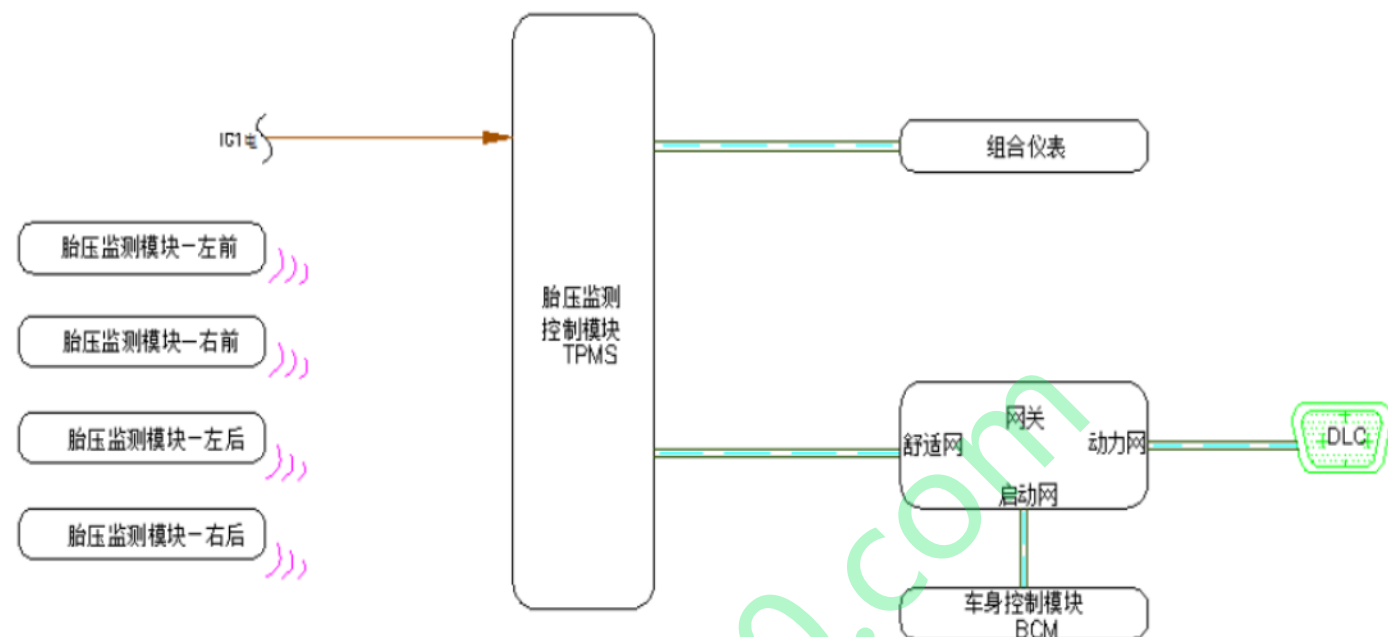 IG1电
组合仪表
胎压监测模块-左前
胎压监测模块-右前
胎压监测模块-左后
胎压监测模块-右后
胎压监测
控制模块
TPMS
网关
舒适网
动力网
启动网
DLC
车身控制模块
BCM